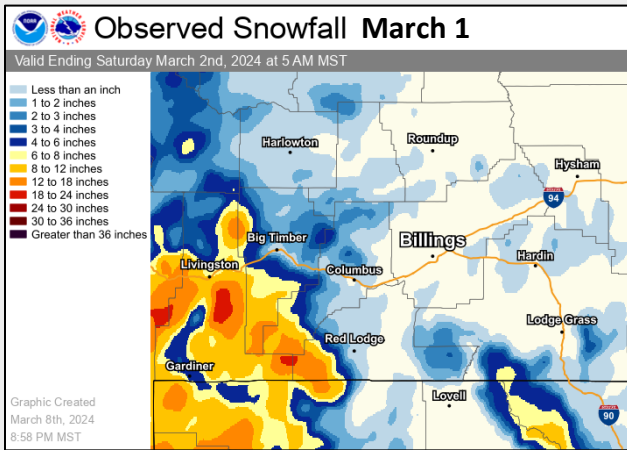 Observed Snowfall March 1
Valid Ending Saturday March 2nd, 2024 at 5 AM MST
Less than an inch
1 to 2 inches
2 to 3 inches
3 to 4 inches
4 to 6 inches
6 to 8 inches
8 to 12 inches
12 to 18 inches
18 to 24 inches
24 to 30 inches
30 to 36 inches
Greater than 36 inches
Harlowton
Roundup
Hysham
94
Big Timber
Billings
Livingston
Columbus
Hardin
Lodge Grass
Red Lodge
Gardiner
Lovell
90
Graphic Created
March 8th, 2024
8:58 PM MST